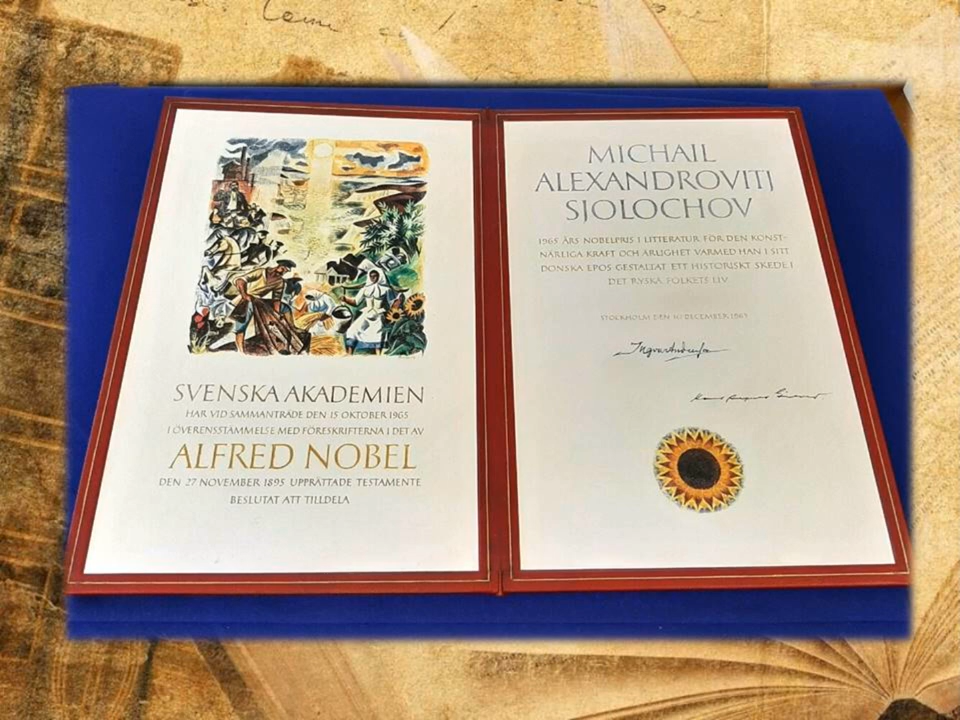 SVENSKA AKADEMIEN
HAR VID SAMMANTRÄDE DEN 15 OKTOBER 1965
I ÖVERENSSTÄMMELSE MED FÖRESKRIFTERNA I DET AV
ALFRED NOBEL
DEN 27 NOVEMBER 1895 UPPRÄTTADE TESTAMENTE
BESLUTAT ATT TILLDELA
MICHAIL
ALEXANDROVITJ
SJOLOCHOV
1965 ÅRS NOBELPRIS I LITTERATUR FÖR DEN KONST-
NÄRLIGA KRAFT OCH ÄRLIGHET VARMED HAN I SITT
DONSKA EPOS GESTALTAT ETT HISTORISKT SKEDE I
DET RYSKA FOLKETS LIV
STOCKHOLM DEN 10 DECEMBER 1965